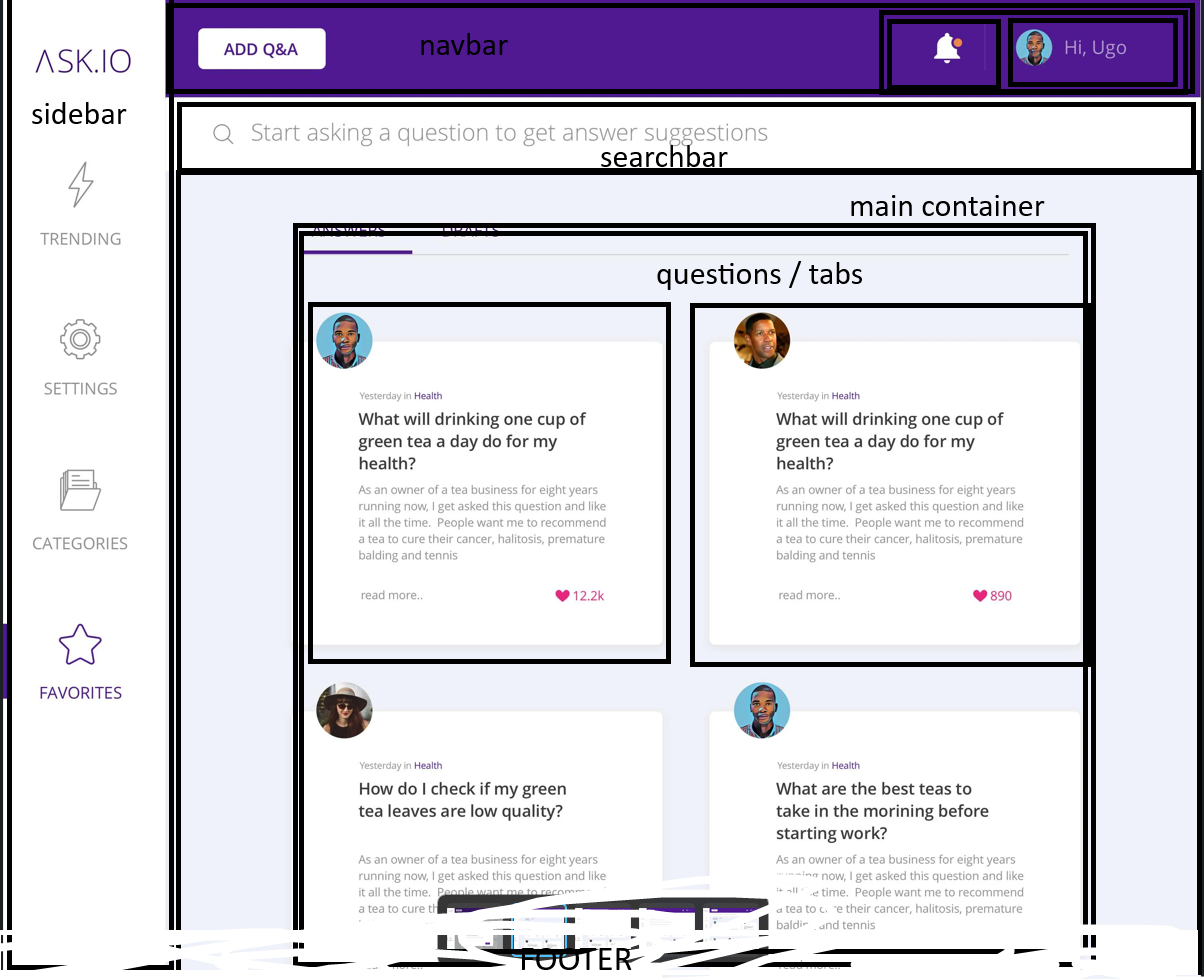 ASK.IO
sidebar
TRENDING
SETTINGS
CATEGORIES
FAVORITES
ADD Q&A
navbar
Hi, Ugo
Start asking a question to get answer suggestions
searchbar
main container
ANSWERS DRAFTS
questions / tabs
Yesterday in Health
What will drinking one cup of
green tea a day do for my
health?
As an owner of a tea business for eight years
running now, I get asked this question and like
it all the time. People want me to recommend
a tea to cure their cancer, halitosis, premature
balding and tennis
read more..
12.2k
Yesterday in Health
What will drinking one cup of
green tea a day do for my
health?
As an owner of a tea business for eight years
running now, I get asked this question and like
it all the time. People want me to recommend
a tea to cure their cancer, halitosis, premature
balding and tennis
read more..
890
Yesterday in Health
How do I check if my green
tea leaves are low quality?
As an owner of a tea business for eight years
running now, I get asked this question and like
it all the time. People want me to recommend
a tea to cure th
Yesterday in Health
What are the best teas to
take in the morining before
starting work?
As an owner of a tea business for eight years
running now, I get asked this question and like
it all the time. People want me to recommend
a tea to cure their cancer, halitosis, premature
balding and tennis
FOOTER